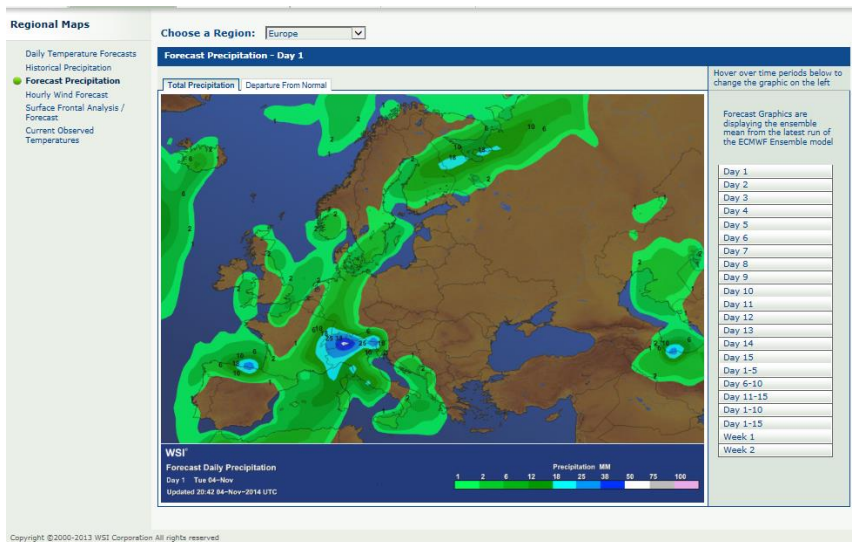 Regional Maps
Daily Temperature Forecasts
Historical Precipitation
Forecast Precipitation
Hourly Wind Forecast
Surface Frontal Analysis /
Forecast
Current Observed
Temperatures
Choose a Region: Europe
Forecast Precipitation - Day 1
Total Precipitation
Departure From Normal
Hover over time periods below to
change the graphic on the left
Forecast Graphics are
displaying the ensemble
mean from the latest run of
the ECMWF Ensemble model
Day 1
Day 2
Day 3
Day 4
Day 5
Day 6
Day 7
Day 8
Day 9
Day 10
Day 11
Day 12
Day 13
Day 14
Day 15
Day 1-5
Day 6-10
Day 11-15
Day 1-10
Day 1-15
Week 1
Week 2
WSI
Forecast Daily Precipitation
Day 1 Tue 04-Nov
Updated 20:42 04-Nov-2014 UTC
Precipitation MM
1 2 6 12 18 25 38 50 75 100
Copyright ©2000-2013 WSI Corporation All rights reserved